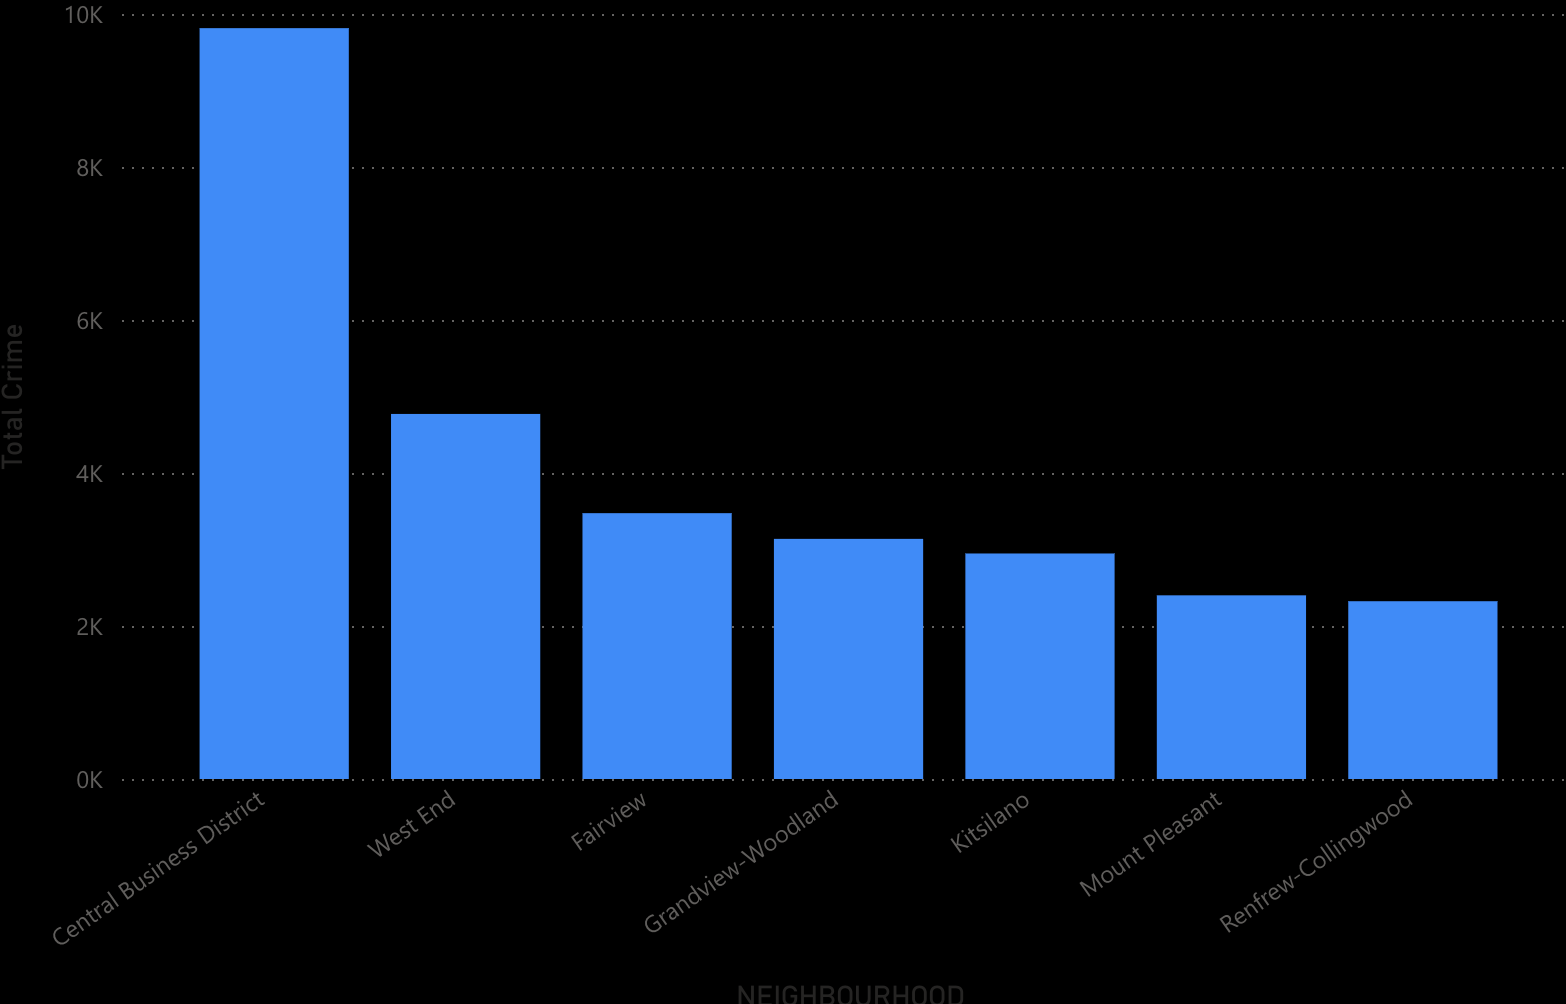 Total Crime
10K
8K
6K
4K
2K
0K
Central Business District
West End
Fairview
Grandview-Woodland
Kitsilano
Mount Pleasant
Renfrew-Collingwood
NEIGHBOURHOOD